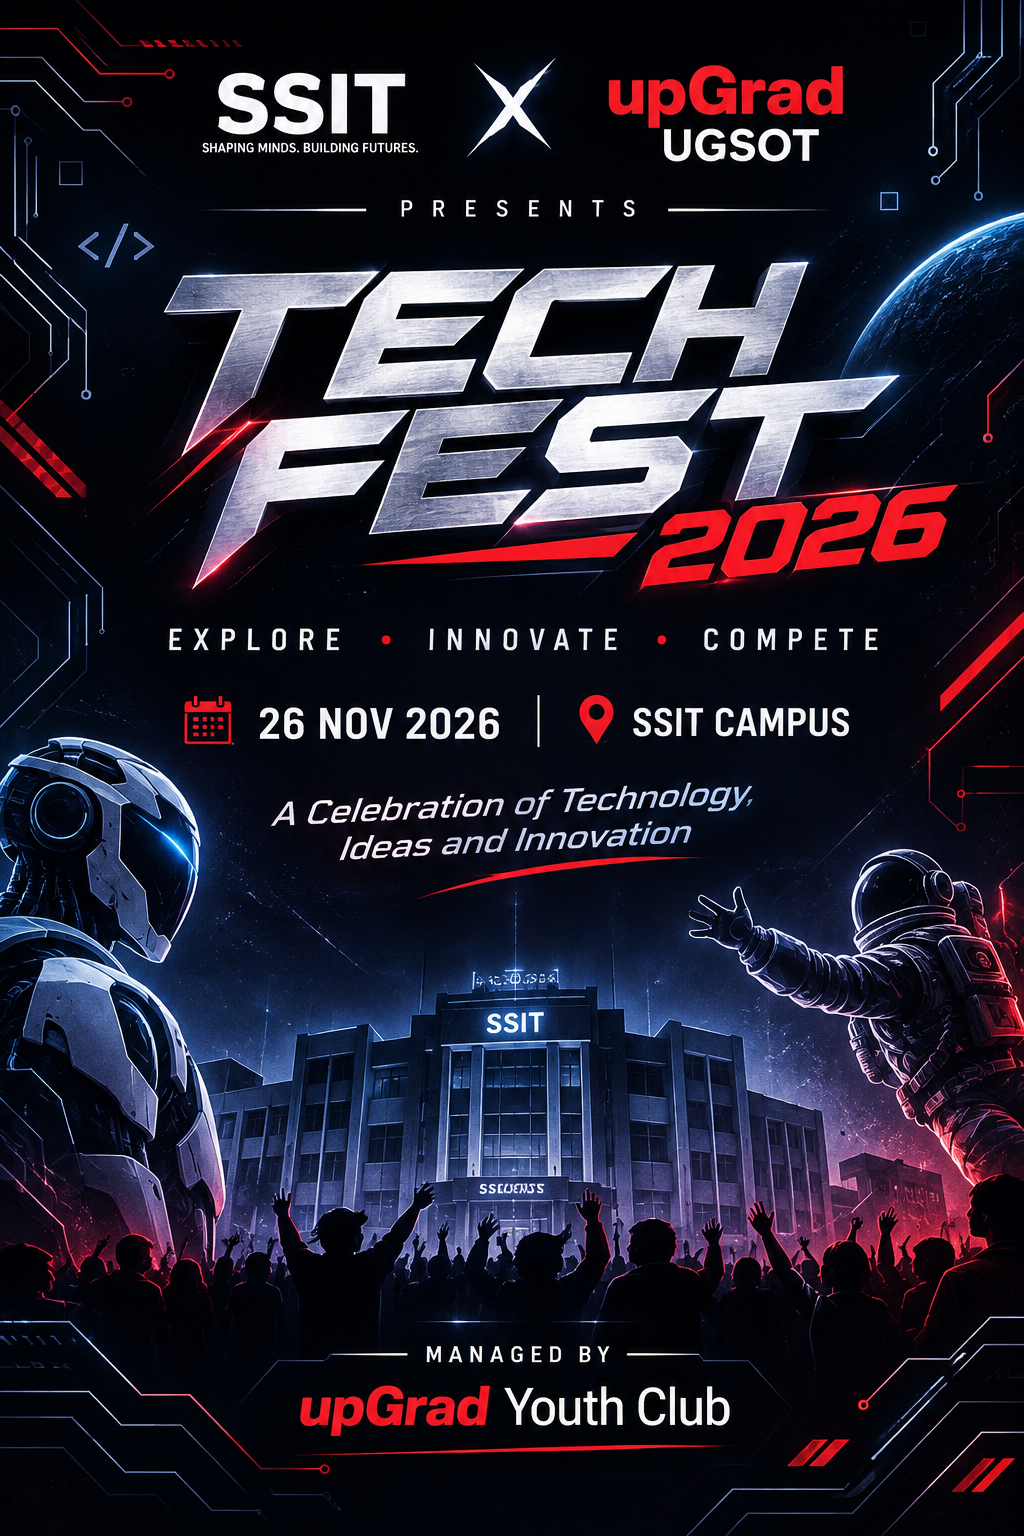 SSIT
SHAPING MINDS. BUILDING FUTURES.
X
upGrad
UGSOT
PRESENTS
</>
TECH
FEST
2026
EXPLORE • INNOVATE • COMPETE
26 NOV 2026 | SSIT CAMPUS
A Celebration of Technology,
Ideas and Innovation
SSIT
MANAGED BY
upGrad Youth Club